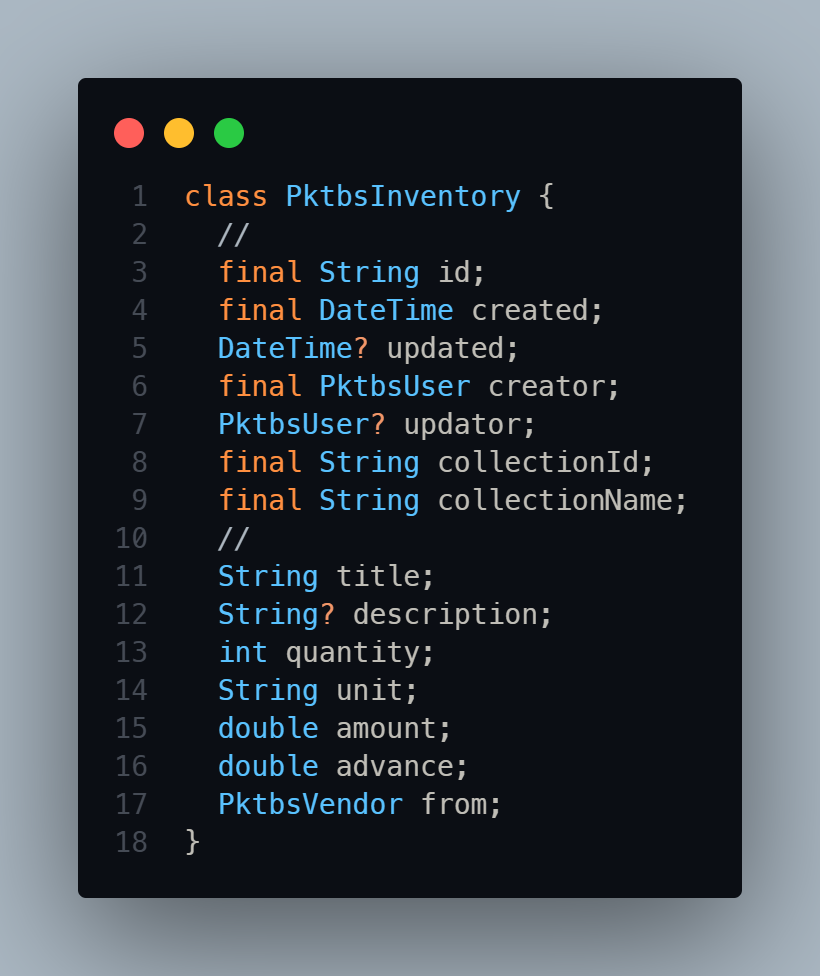 1 class PktbsInventory {
2   //
3   final String id;
4   final DateTime created;
5   DateTime? updated;
6   final PktbsUser creator;
7   PktbsUser? updator;
8   final String collectionId;
9   final String collectionName;
10   //
11   String title;
12   String? description;
13   int quantity;
14   String unit;
15   double amount;
16   double advance;
17   PktbsVendor from;
18 }